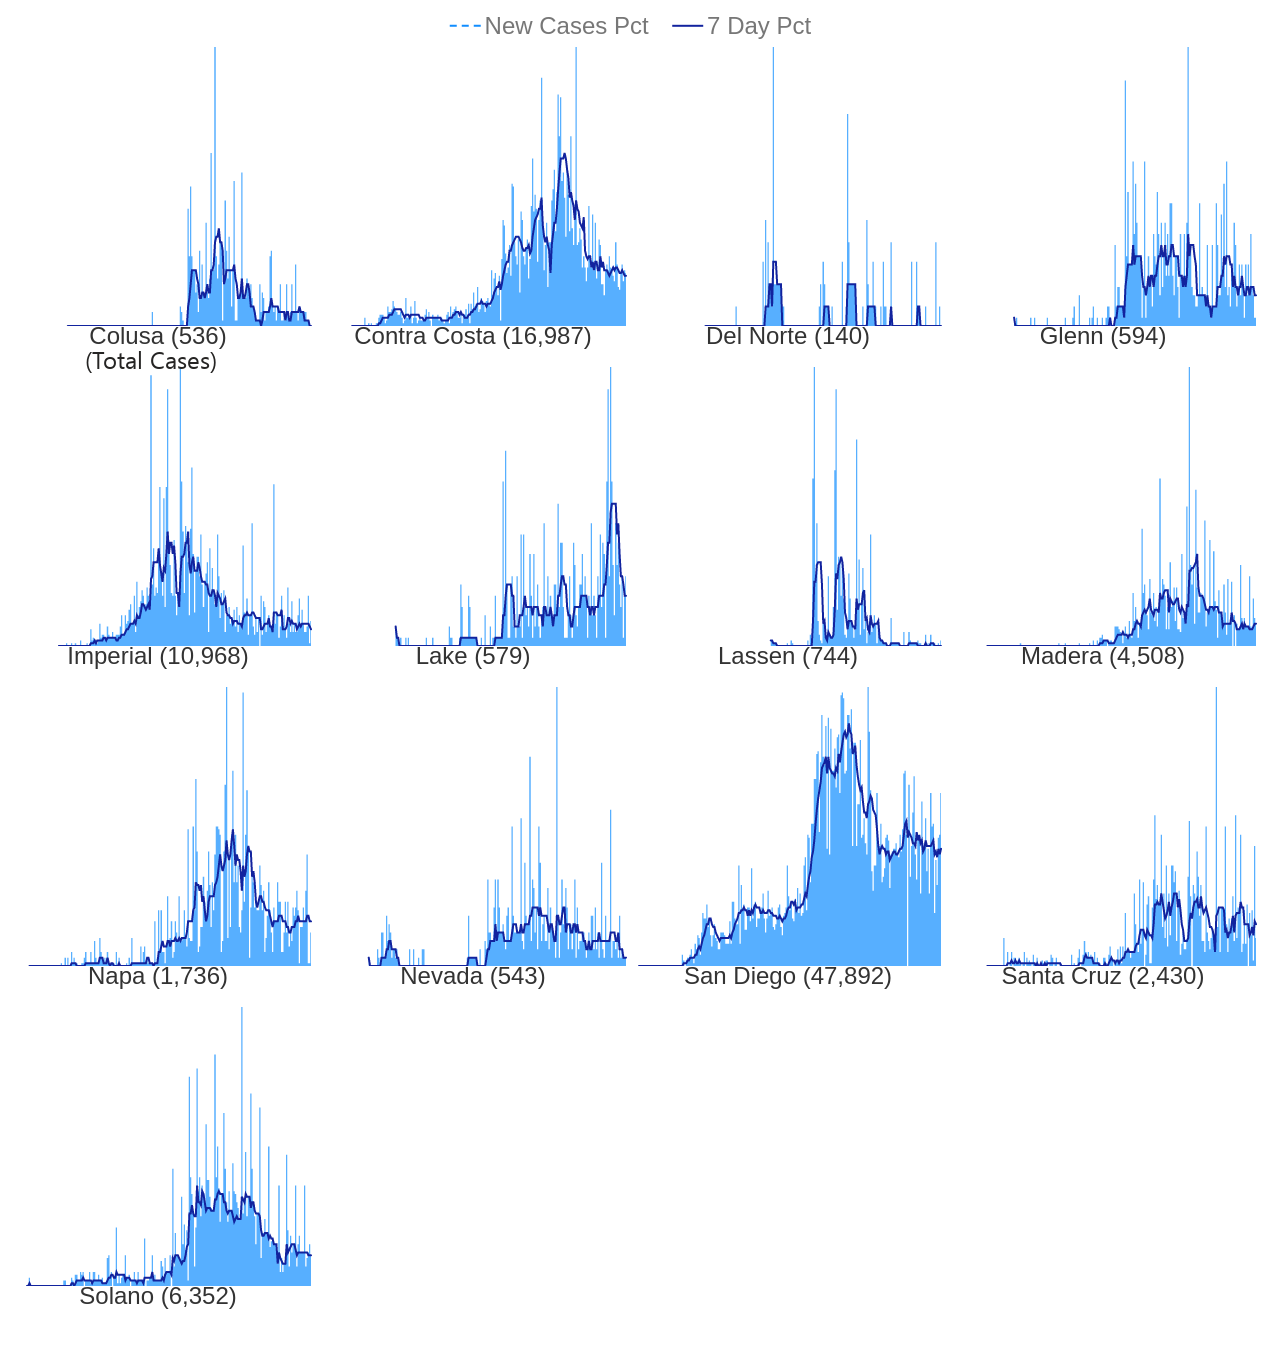 New Cases Pct 7 Day Pct
Colusa (536) Contra Costa (16,987) Del Norte (140) Glenn (594)
(Total Cases)
Imperial (10,968) Lake (579) Lassen (744) Madera (4,508)
Napa (1,736) Nevada (543) San Diego (47,892) Santa Cruz (2,430)
Solano (6,352)